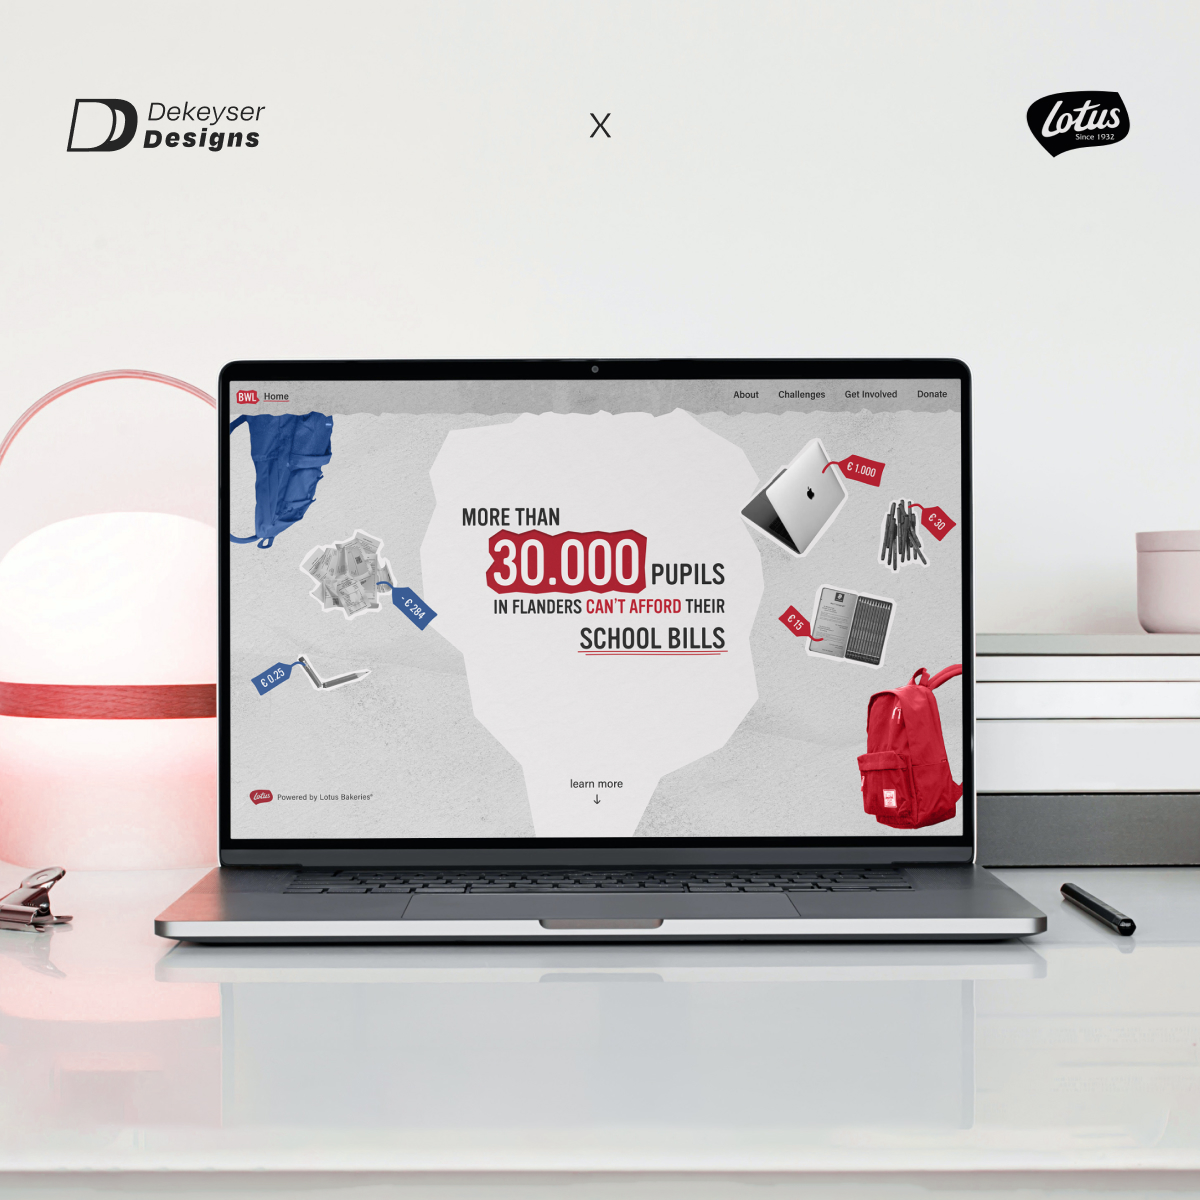 Dekeyser
Designs
X
Lotus
Since 1932
BWL Home
About Challenges Get Involved Donate
€ 1.000
€ 30
MORE THAN
30.000 PUPILS
IN FLANDERS CAN'T AFFORD THEIR
SCHOOL BILLS
- € 284
€ 15
€ 0.25
learn more
↓
Lotus Powered by Lotus Bakeries®